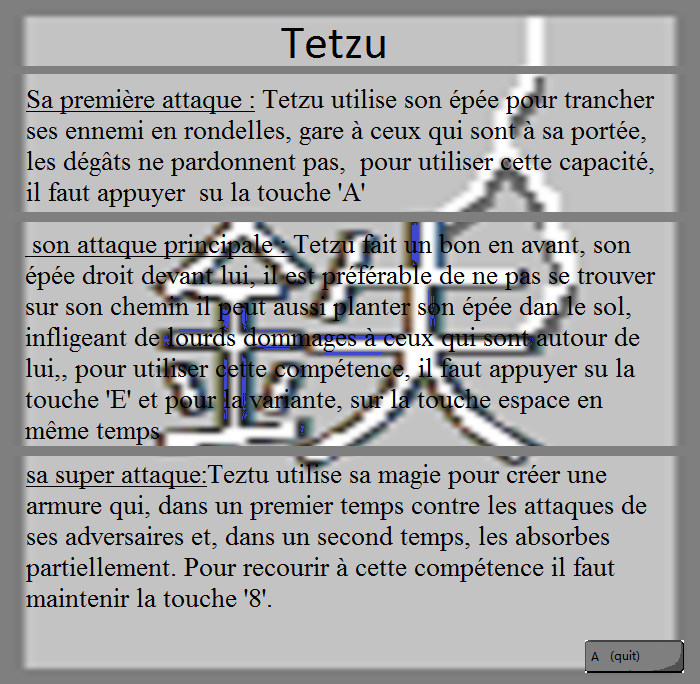 Tetzu
Sa première attaque : Tetzu utilise son épée pour trancher
ses ennemi en rondelles, gare à ceux qui sont à sa portée,
les dégâts ne pardonnent pas, pour utiliser cette capacité,
il faut appuyer su la touche 'A'
son attaque principale : Tetzu fait un bon en avant, son
épée droit devant lui, il est préférable de ne pas se trouver
sur son chemin il peut aussi planter son épée dan le sol,
infligeant de lourds dommages à ceux qui sont autour de
lui,, pour utiliser cette compétence, il faut appuyer su la
touche 'E' et pour la variante, sur la touche espace en
même temps
sa super attaque:Teztu utilise sa magie pour créer une
armure qui, dans un premier temps contre les attaques de
ses adversaires et, dans un second temps, les absorbes
partiellement. Pour recourir à cette compétence il faut
maintenir la touche '8'.
A (quit)